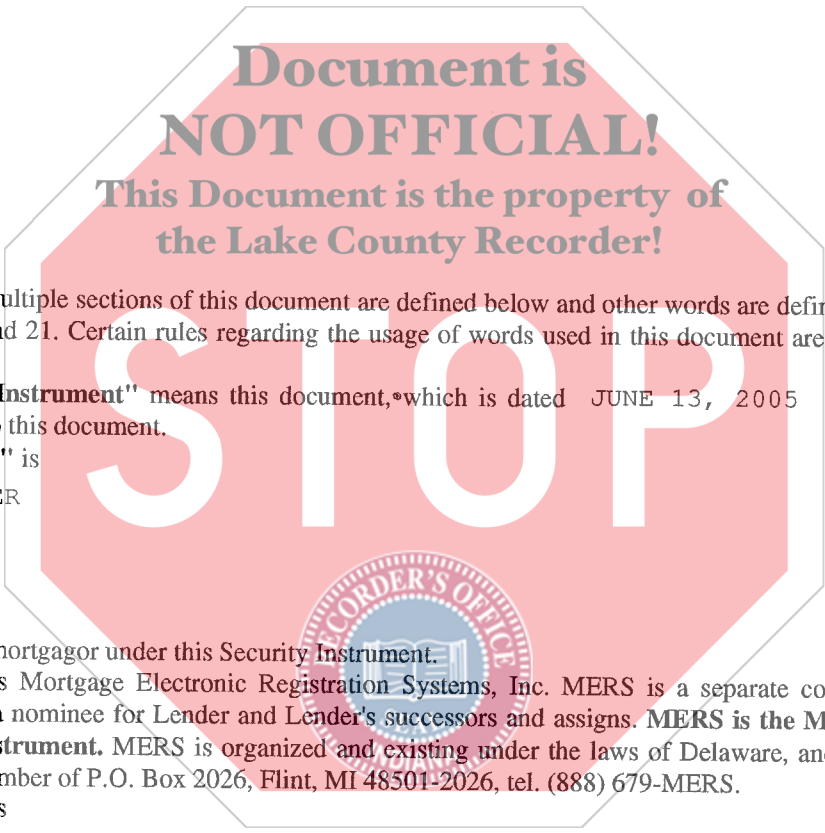 Document is
NOT OFFICIAL!
This Document is the property of
the Lake County Recorder!
ultiple sections of this document are defined below and other words are defin
nd 21. Certain rules regarding the usage of words used in this document are
STOP
Instrument" means this document, which is dated JUNE 13, 2005
this document.
" is
ER
RECORDER'S OFFICE
mortgagor under this Security Instrument.
s Mortgage Electronic Registration Systems, Inc. MERS is a separate co
nominee for Lender and Lender's successors and assigns. MERS is the M
strument. MERS is organized and existing under the laws of Delaware, an
INDIANA
mber of P.O. Box 2026, Flint, MI 48501-2026, tel. (888) 679-MERS.
s